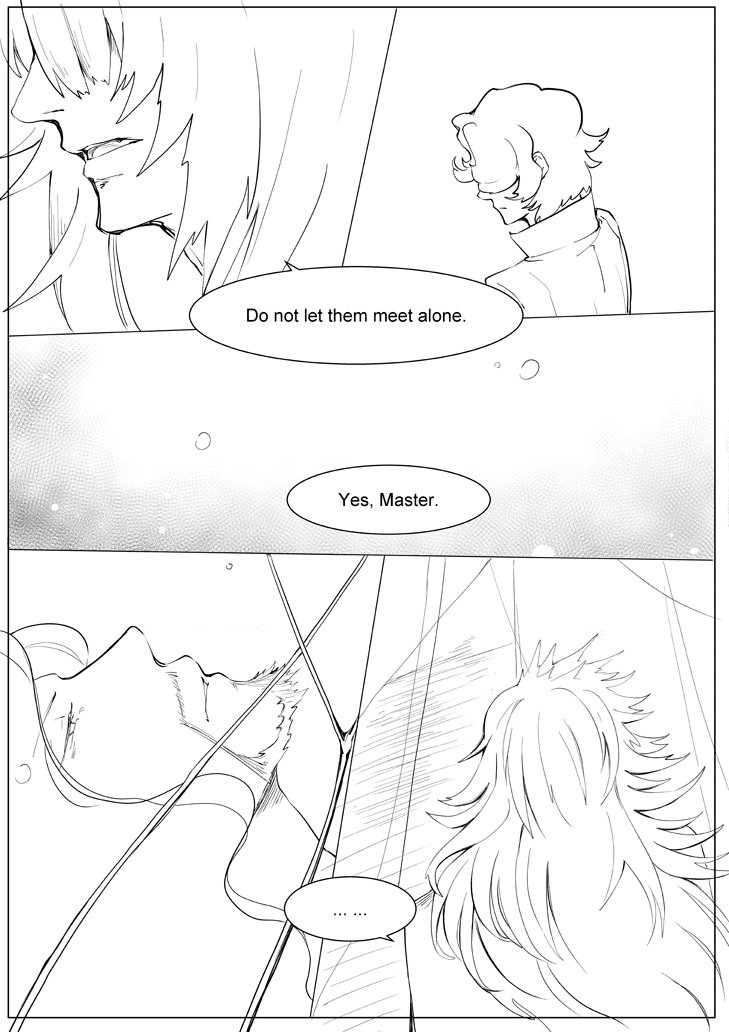 Do not let them meet alone.
Yes, Master.
... ...